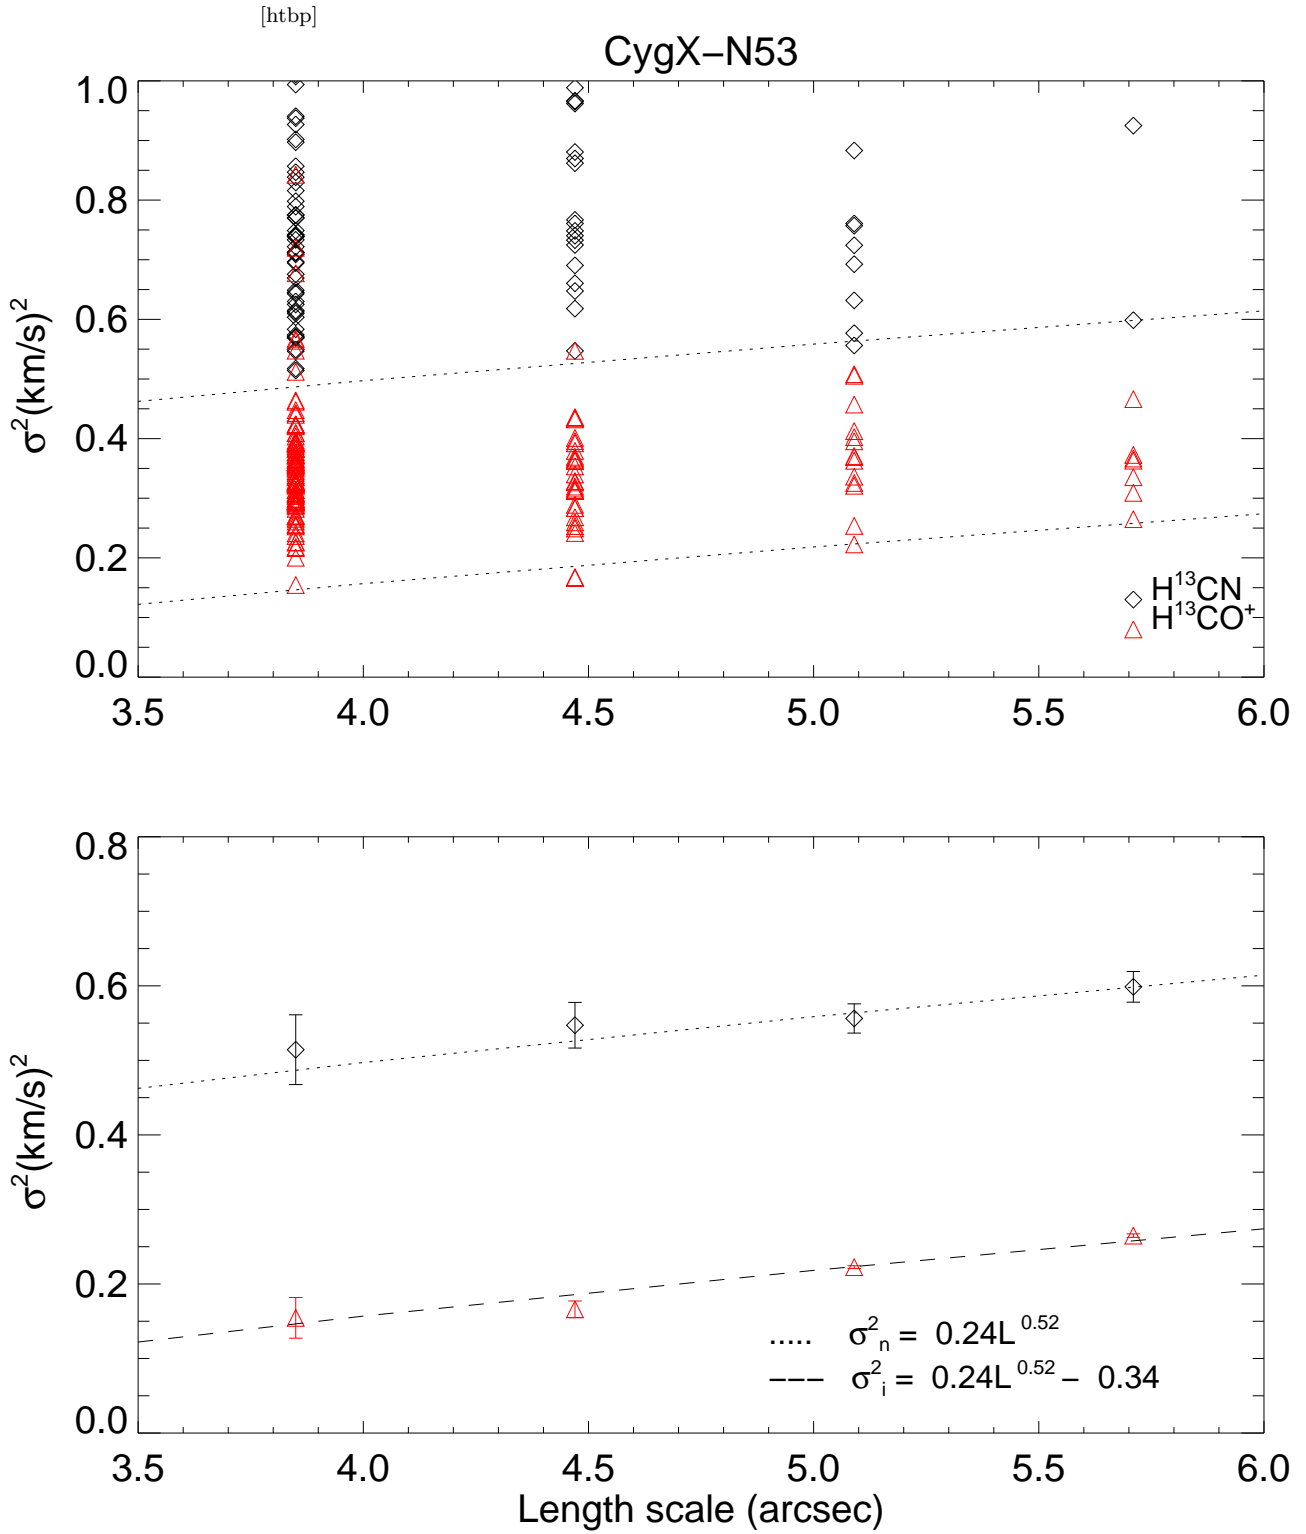 [htbp]
CygX–N53
1.0
0.8
0.6
0.4
0.2
0.0
σ²(km/s)²
H¹³CN
H¹³CO⁺
3.5 4.0 4.5 5.0 5.5 6.0
0.8
0.6
0.4
0.2
0.0
σ²(km/s)²
..... σ²ₙ = 0.24L^0.52
––– σ²ᵢ = 0.24L^0.52 – 0.34
3.5 4.0 4.5 5.0 5.5 6.0
Length scale (arcsec)